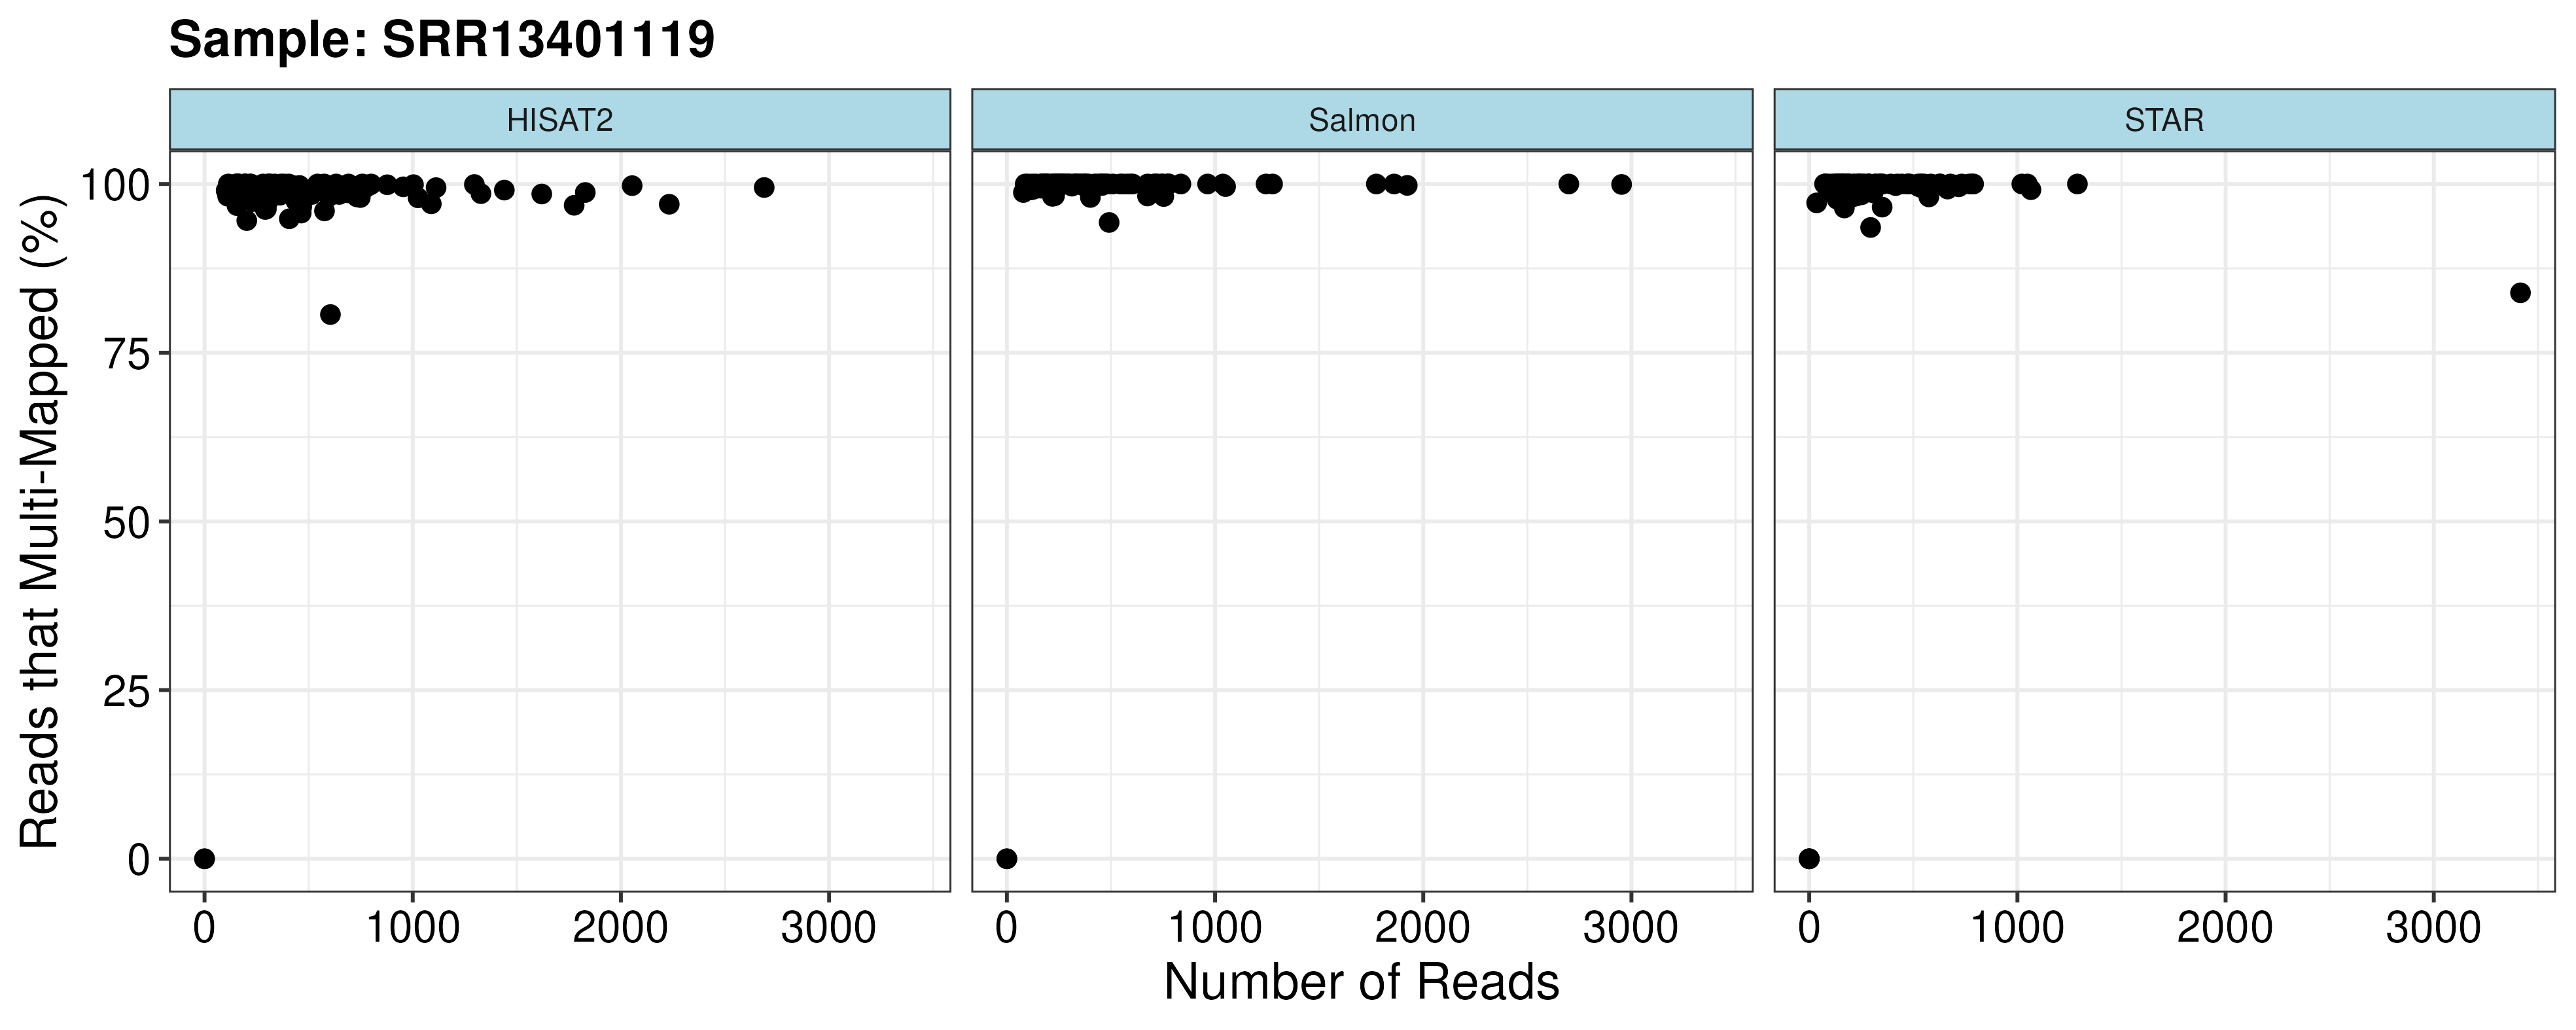 Sample: SRR13401119
HISAT2
Salmon
STAR
Reads that Multi-Mapped (%)
100
75
50
25
0
0 1000 2000 3000
0 1000 2000 3000
0 1000 2000 3000
Number of Reads